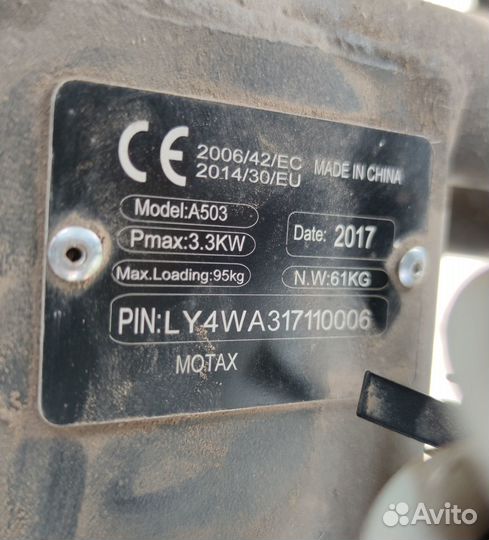 CE 2006/42/EC MADE IN CHINA
2014/30/EU
Model:A503
Pmax:3.3KW Date: 2017
Max.Loading:95kg N.W:61KG
PIN:LY4WA317110006
MOTAX
Avito